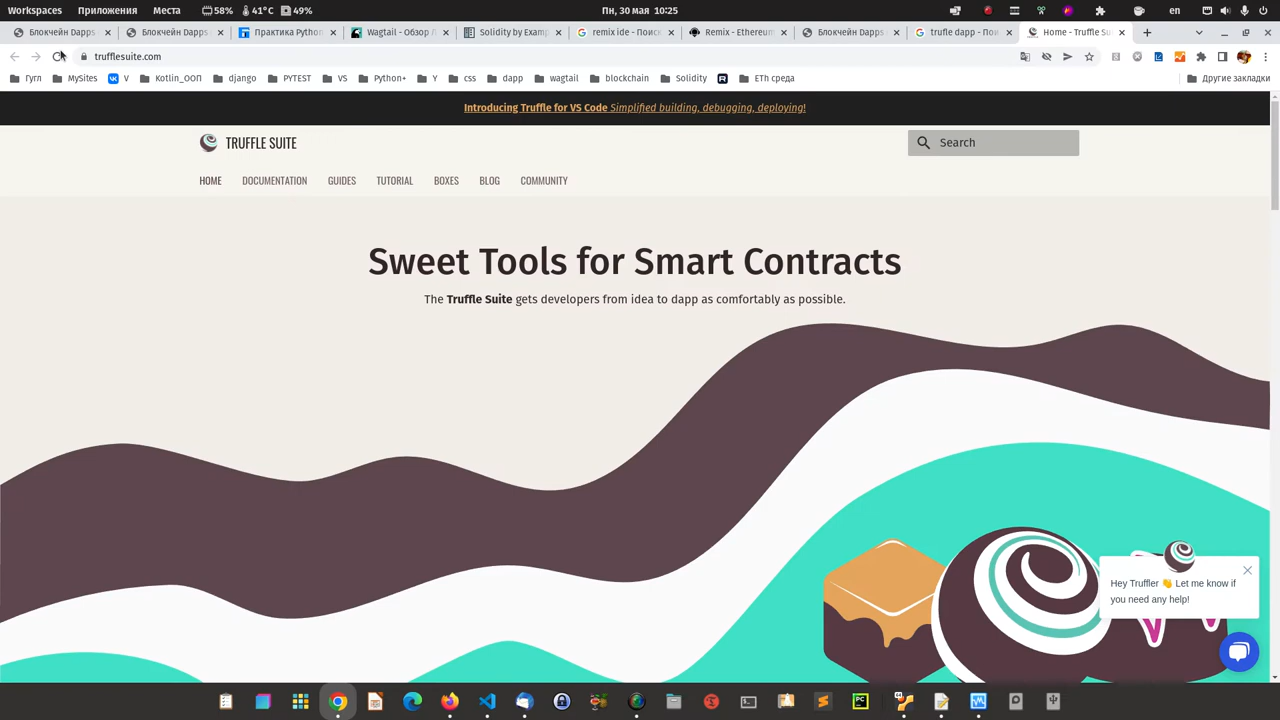 Workspaces Приложения Места 58% 41°C 49% Пн, 30 мая 10:25 en
Блокчейн Dapps Блокчейн Dapps Практика Python Wagtail - Обзор Solidity by Exam remix ide - Поис Remix - Ethereum Блокчейн Dapps trufle dapp - Пои Home - Truffle Su
trufflesuite.com
Гугл MySites V Kotlin_ООП django PYTEST VS Python+ Y css dapp wagtail blockchain Solidity ETh среда Другие закладки
Introducing Truffle for VS Code Simplified building, debugging, deploying!
TRUFFLE SUITE Search
HOME DOCUMENTATION GUIDES TUTORIAL BOXES BLOG COMMUNITY
Sweet Tools for Smart Contracts
The Truffle Suite gets developers from idea to dapp as comfortably as possible.
Hey Truffler 👋 Let me know if
you need any help!